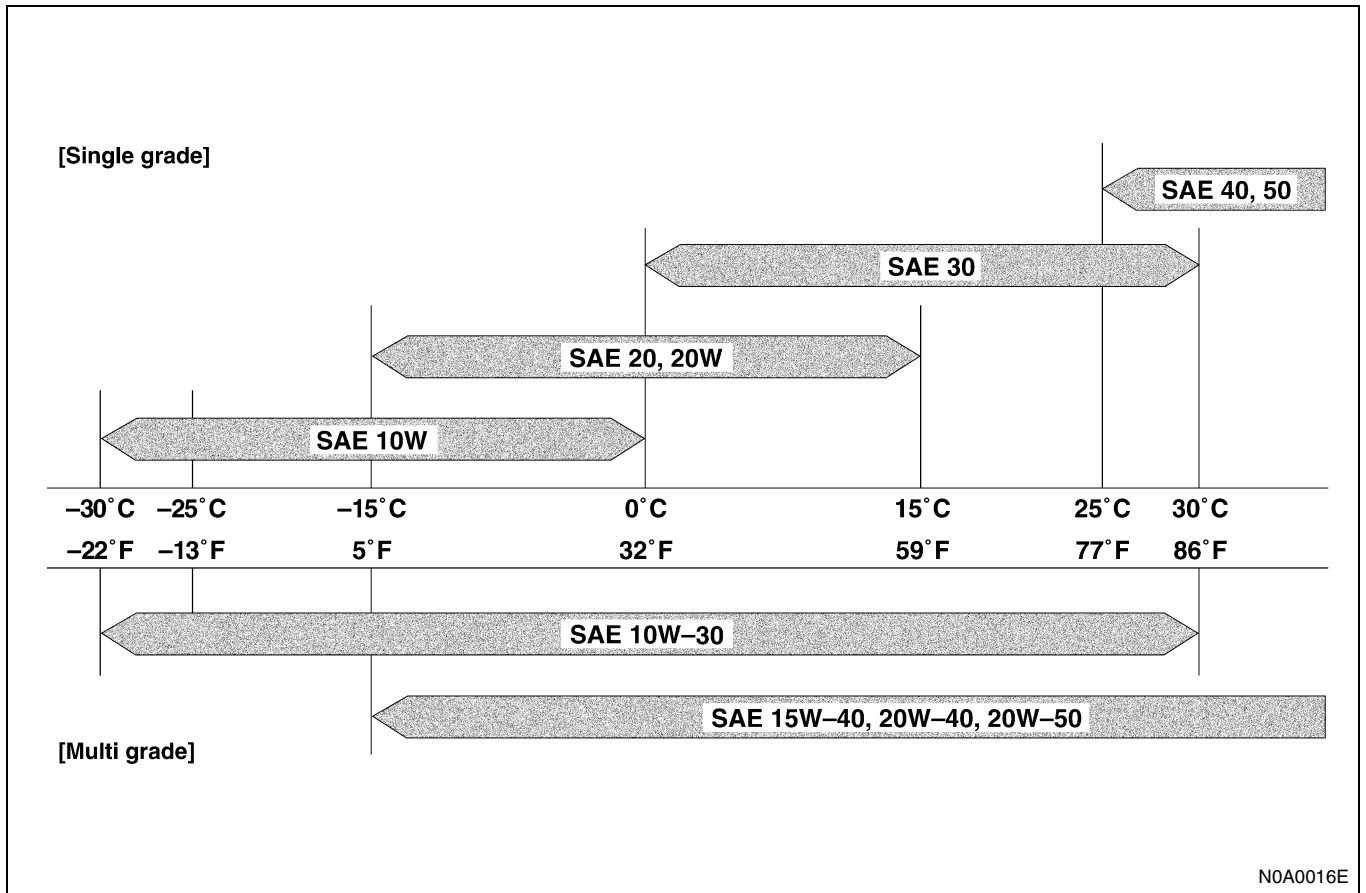 [Single grade]
SAE 40, 50
SAE 30
SAE 20, 20W
SAE 10W
–30˚C –25˚C –15˚C 0˚C 15˚C 25˚C 30˚C
–22˚F –13˚F 5˚F 32˚F 59˚F 77˚F 86˚F
SAE 10W–30
SAE 15W–40, 20W–40, 20W–50
[Multi grade]
N0A0016E